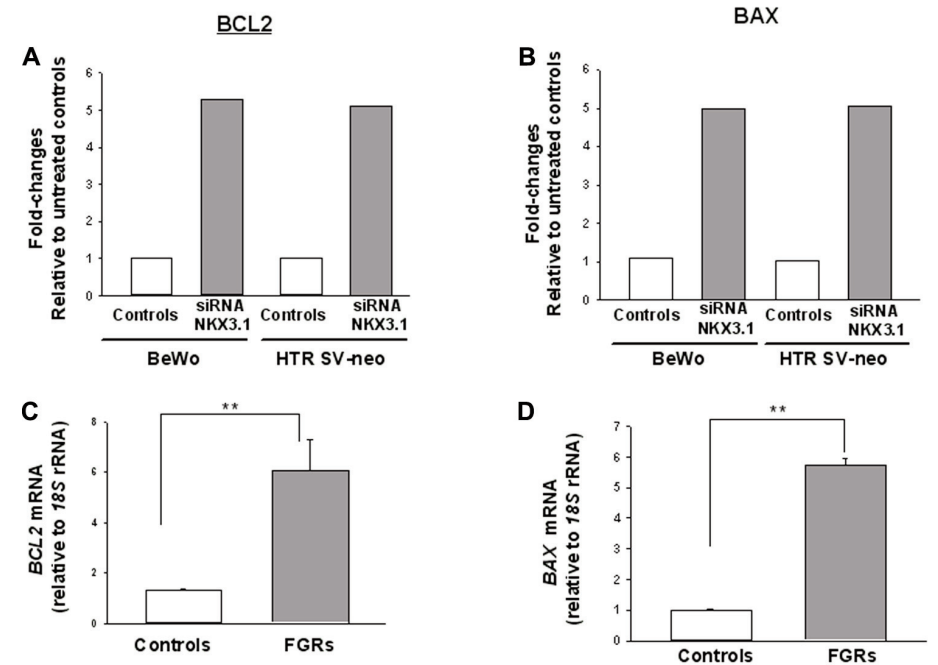 BCL2
BAX
A
B
Fold-changes
Relative to untreated controls
6
5
4
3
2
1
0
Controls
siRNA
NKX3.1
Controls
siRNA
NKX3.1
BeWo
HTR SV-neo
Fold-changes
Relative to untreated controls
6
5
4
3
2
1
0
Controls
siRNA
NKX3.1
Controls
siRNA
NKX3.1
BeWo
HTR SV-neo
C
D
BCL2 mRNA
(relative to 18S rRNA)
8
6
4
2
0
**
Controls
FGRs
BAX mRNA
(relative to 18S rRNA)
7
6
5
4
3
2
1
0
**
Controls
FGRs